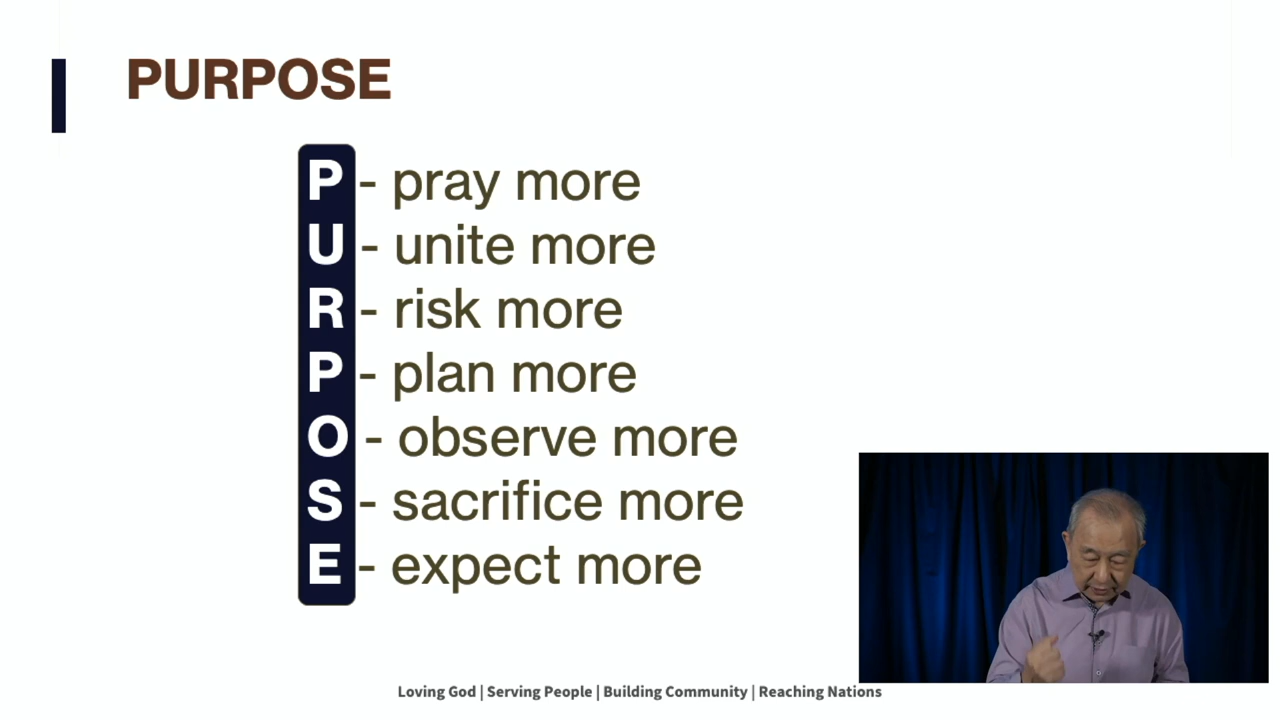 PURPOSE
P - pray more
U - unite more
R - risk more
P - plan more
O - observe more
S - sacrifice more
E - expect more
Loving God | Serving People | Building Community | Reaching Nations